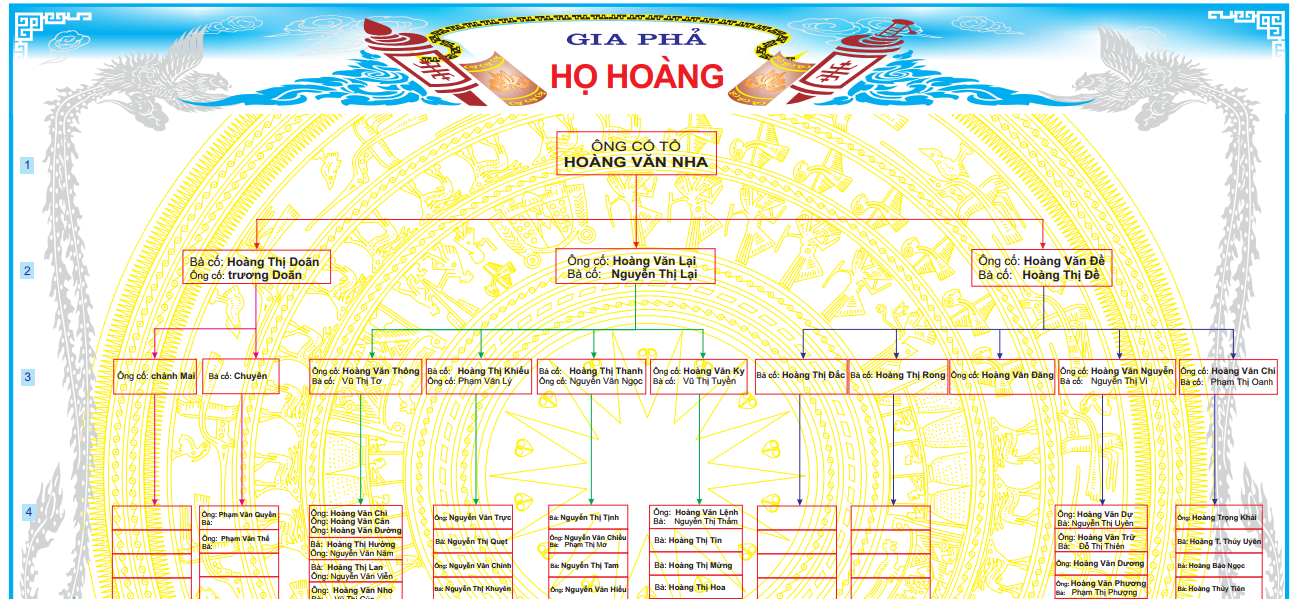 GIA PHẢ
HỌ HOÀNG
1
ÔNG CÓ TỎ
HOÀNG VĂN NHA
2
Bà cố: Hoàng Thị Doãn
Ông cố: trương Doãn
Ông cố: Hoàng Văn Lại
Bà cố: Nguyễn Thị Lại
Ông cố: Hoàng Văn Đề
Bà cố: Hoàng Thị Đề
3
Ông cố: chánh Mai
Bà cố: Chuyên
Ông cố: Hoàng Văn Thông
Bà cố: Vũ Thị Tơ
Bà cố: Hoàng Thị Khiếu
Ông cố: Phạm Văn Lý
Bà cố: Hoàng Thị Thanh
Ông cố: Nguyễn Văn Ngọc
Ông cố: Hoàng Văn Ky
Bà cố: Vũ Thị Tuyền
Bà cố: Hoàng Thị Đắc
Bà cố: Hoàng Thị Rong
Ông cố: Hoàng Văn Đăng
Ông cố: Hoàng Văn Nguyễn
Bà cố: Nguyễn Thị Vi
Ông cố: Hoàng Văn Chí
Bà cố: Phạm Thị Oanh
4
Ông: Phạm Văn Quyền
Bà:
Ông: Phạm Văn Thế
Bà:
Ông: Hoàng Văn Chi
Ông: Hoàng Văn Căn
Ông: Hoàng Văn Đường
Bà: Hoàng Thị Hường
Ông: Nguyễn Văn Năm
Bà: Hoàng Thị Lan
Ông: Nguyễn Văn Viễn
Ông: Hoàng Văn Nho
Ông: Nguyễn Văn Trực
Bà: Nguyễn Thị Quẹt
Ông: Nguyễn Văn Chinh
Bà: Nguyễn Thị Khuyên
Bà: Nguyễn Thị Tịnh
Ông: Nguyễn Văn Chiều
Bà: Phạm Thị Mơ
Bà: Nguyễn Thị Tam
Ông: Nguyễn Văn Hiếu
Ông: Hoàng Văn Lệnh
Bà: Nguyễn Thị Thắm
Bà: Hoàng Thị Tin
Bà: Hoàng Thị Mừng
Bà: Hoàng Thị Hoa
Ông: Hoàng Văn Dự
Bà: Nguyễn Thị Uyên
Ông: Hoàng Văn Trữ
Bà: Đỗ Thị Thiên
Ông: Hoàng Văn Dương
Ông: Hoàng Văn Phương
Bà: Phạm Thị Phượng
Ông: Hoàng Trọng Khải
Bà: Hoàng T. Thúy Uyên
Bà: Hoàng Bảo Ngọc
Bà: Hoàng Thủy Tiên